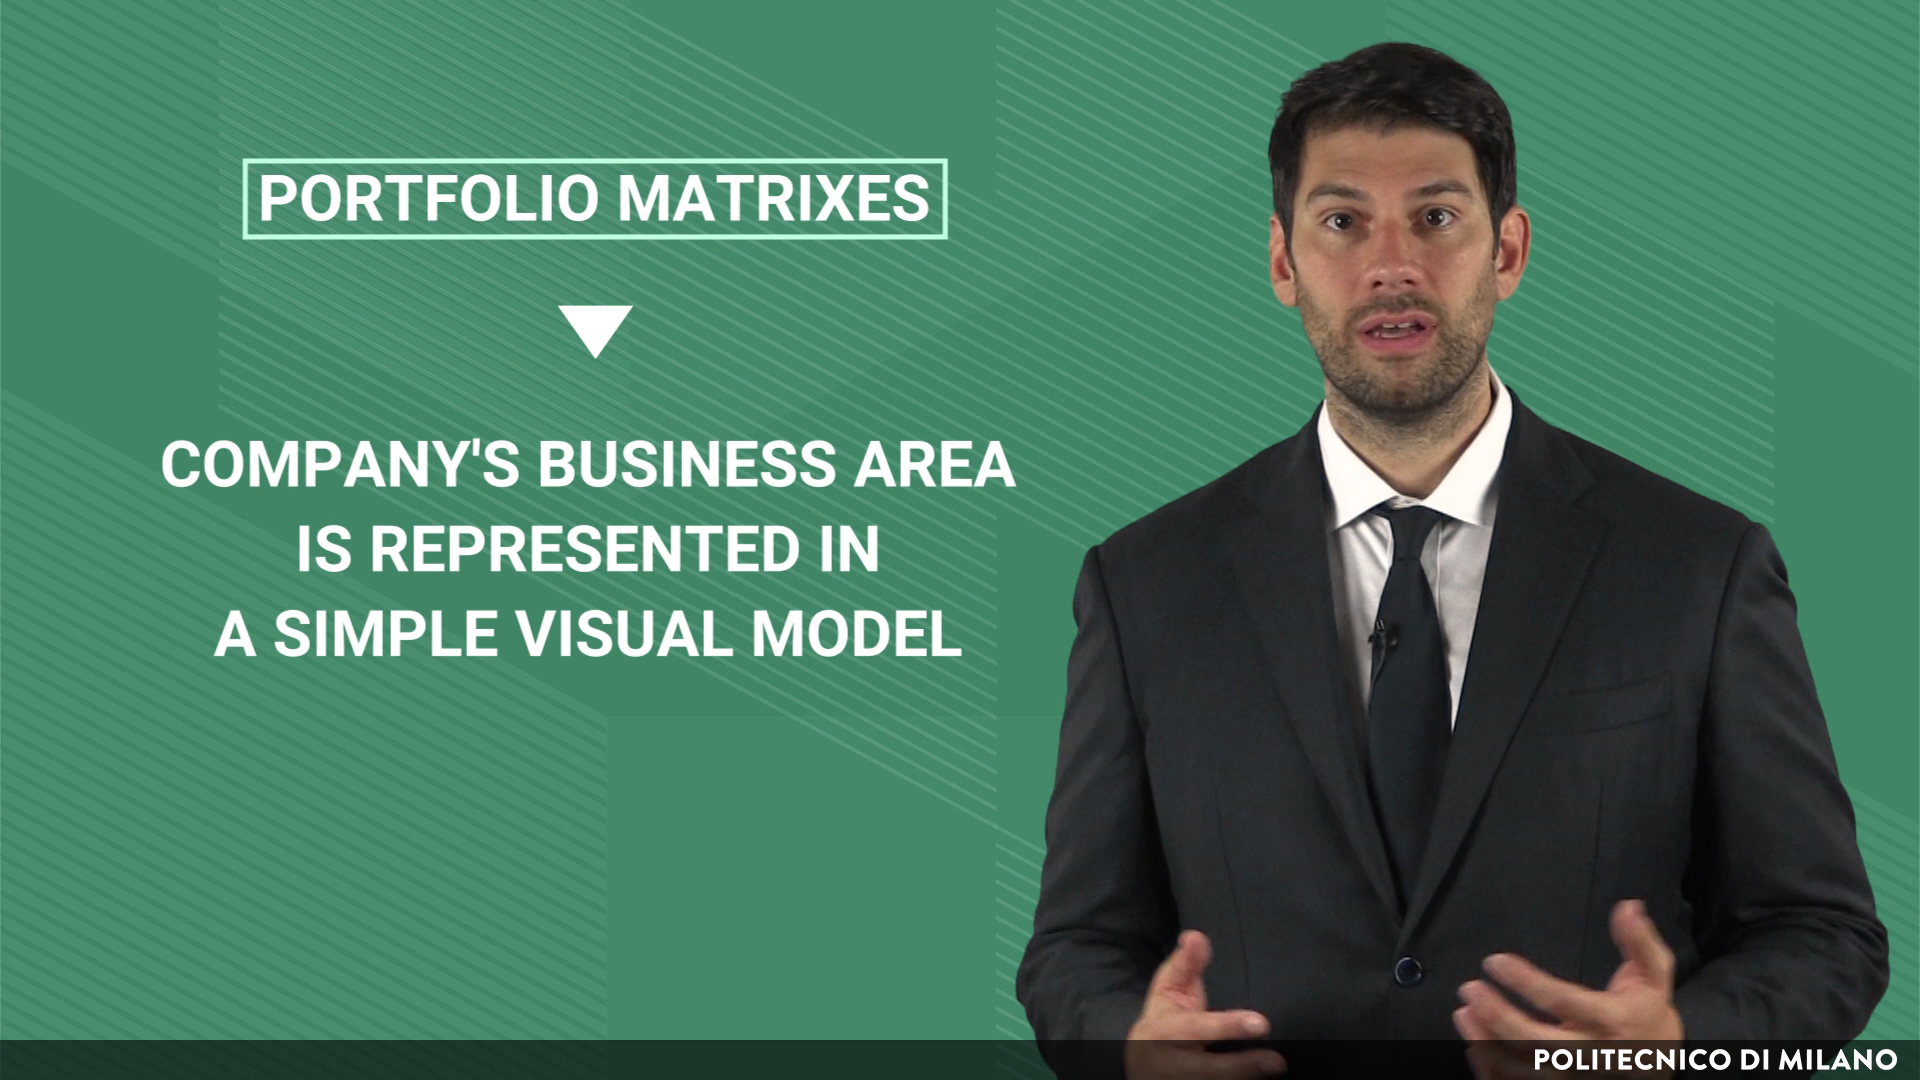 PORTFOLIO MATRIXES
COMPANY'S BUSINESS AREA
IS REPRESENTED IN
A SIMPLE VISUAL MODEL
POLITECNICO DI MILANO